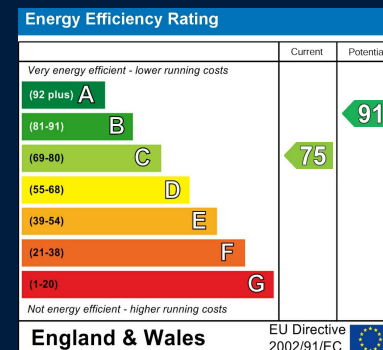 Energy Efficiency Rating
Current Potentia
Very energy efficient - lower running costs
(92 plus) A
91
(81-91) B
(69-80) C
75
(55-68) D
(39-54) E
(21-38) F
(1-20) G
Not energy efficient - higher running costs
England & Wales
EU Directive
2002/91/EC